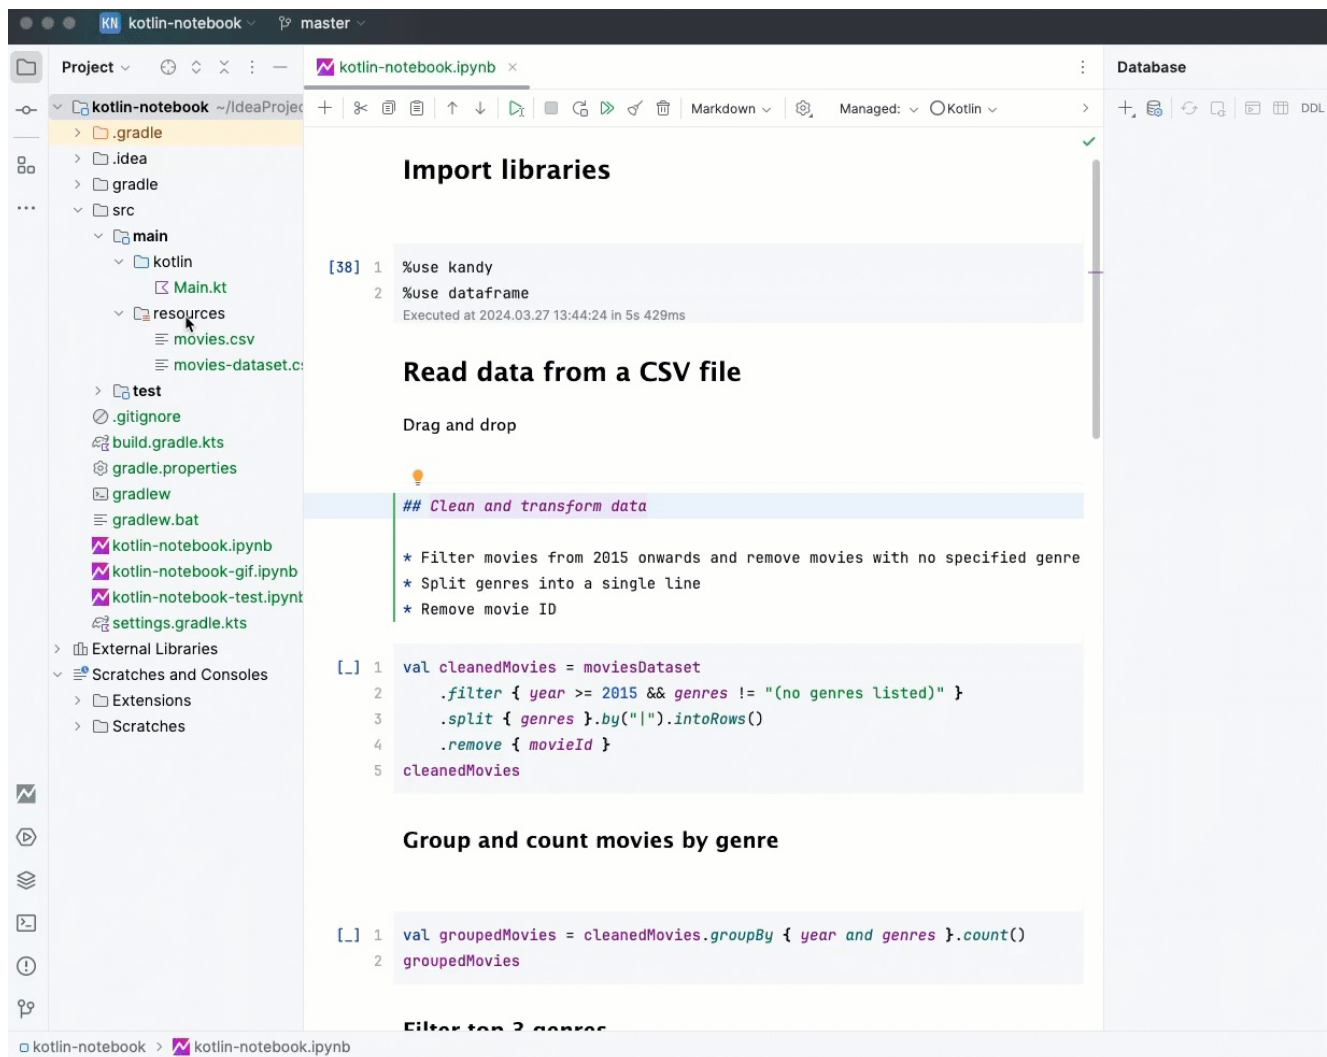 KN kotlin-notebook master
Project
kotlin-notebook.ipynb
Database
Markdown
Managed:
Kotlin
DDL
kotlin-notebook ~/IdeaProjec
.gradle
.idea
gradle
src
main
kotlin
Main.kt
resources
movies.csv
movies-dataset.cs
test
.gitignore
build.gradle.kts
gradle.properties
gradlew
gradlew.bat
kotlin-notebook.ipynb
kotlin-notebook-gif.ipynb
kotlin-notebook-test.ipynb
settings.gradle.kts
External Libraries
Scratches and Consoles
Extensions
Scratches
Import libraries
[38] 1 %use kandy
2 %use dataframe
Executed at 2024.03.27 13:44:24 in 5s 429ms
Read data from a CSV file
Drag and drop
## Clean and transform data
* Filter movies from 2015 onwards and remove movies with no specified genre
* Split genres into a single line
* Remove movie ID
[_] 1 val cleanedMovies = moviesDataset
2 .filter { year >= 2015 && genres != "(no genres listed)" }
3 .split { genres }.by("|").intoRows()
4 .remove { movieId }
5 cleanedMovies
Group and count movies by genre
[_] 1 val groupedMovies = cleanedMovies.groupBy { year and genres }.count()
2 groupedMovies
Filter top 3 genres
kotlin-notebook > kotlin-notebook.ipynb